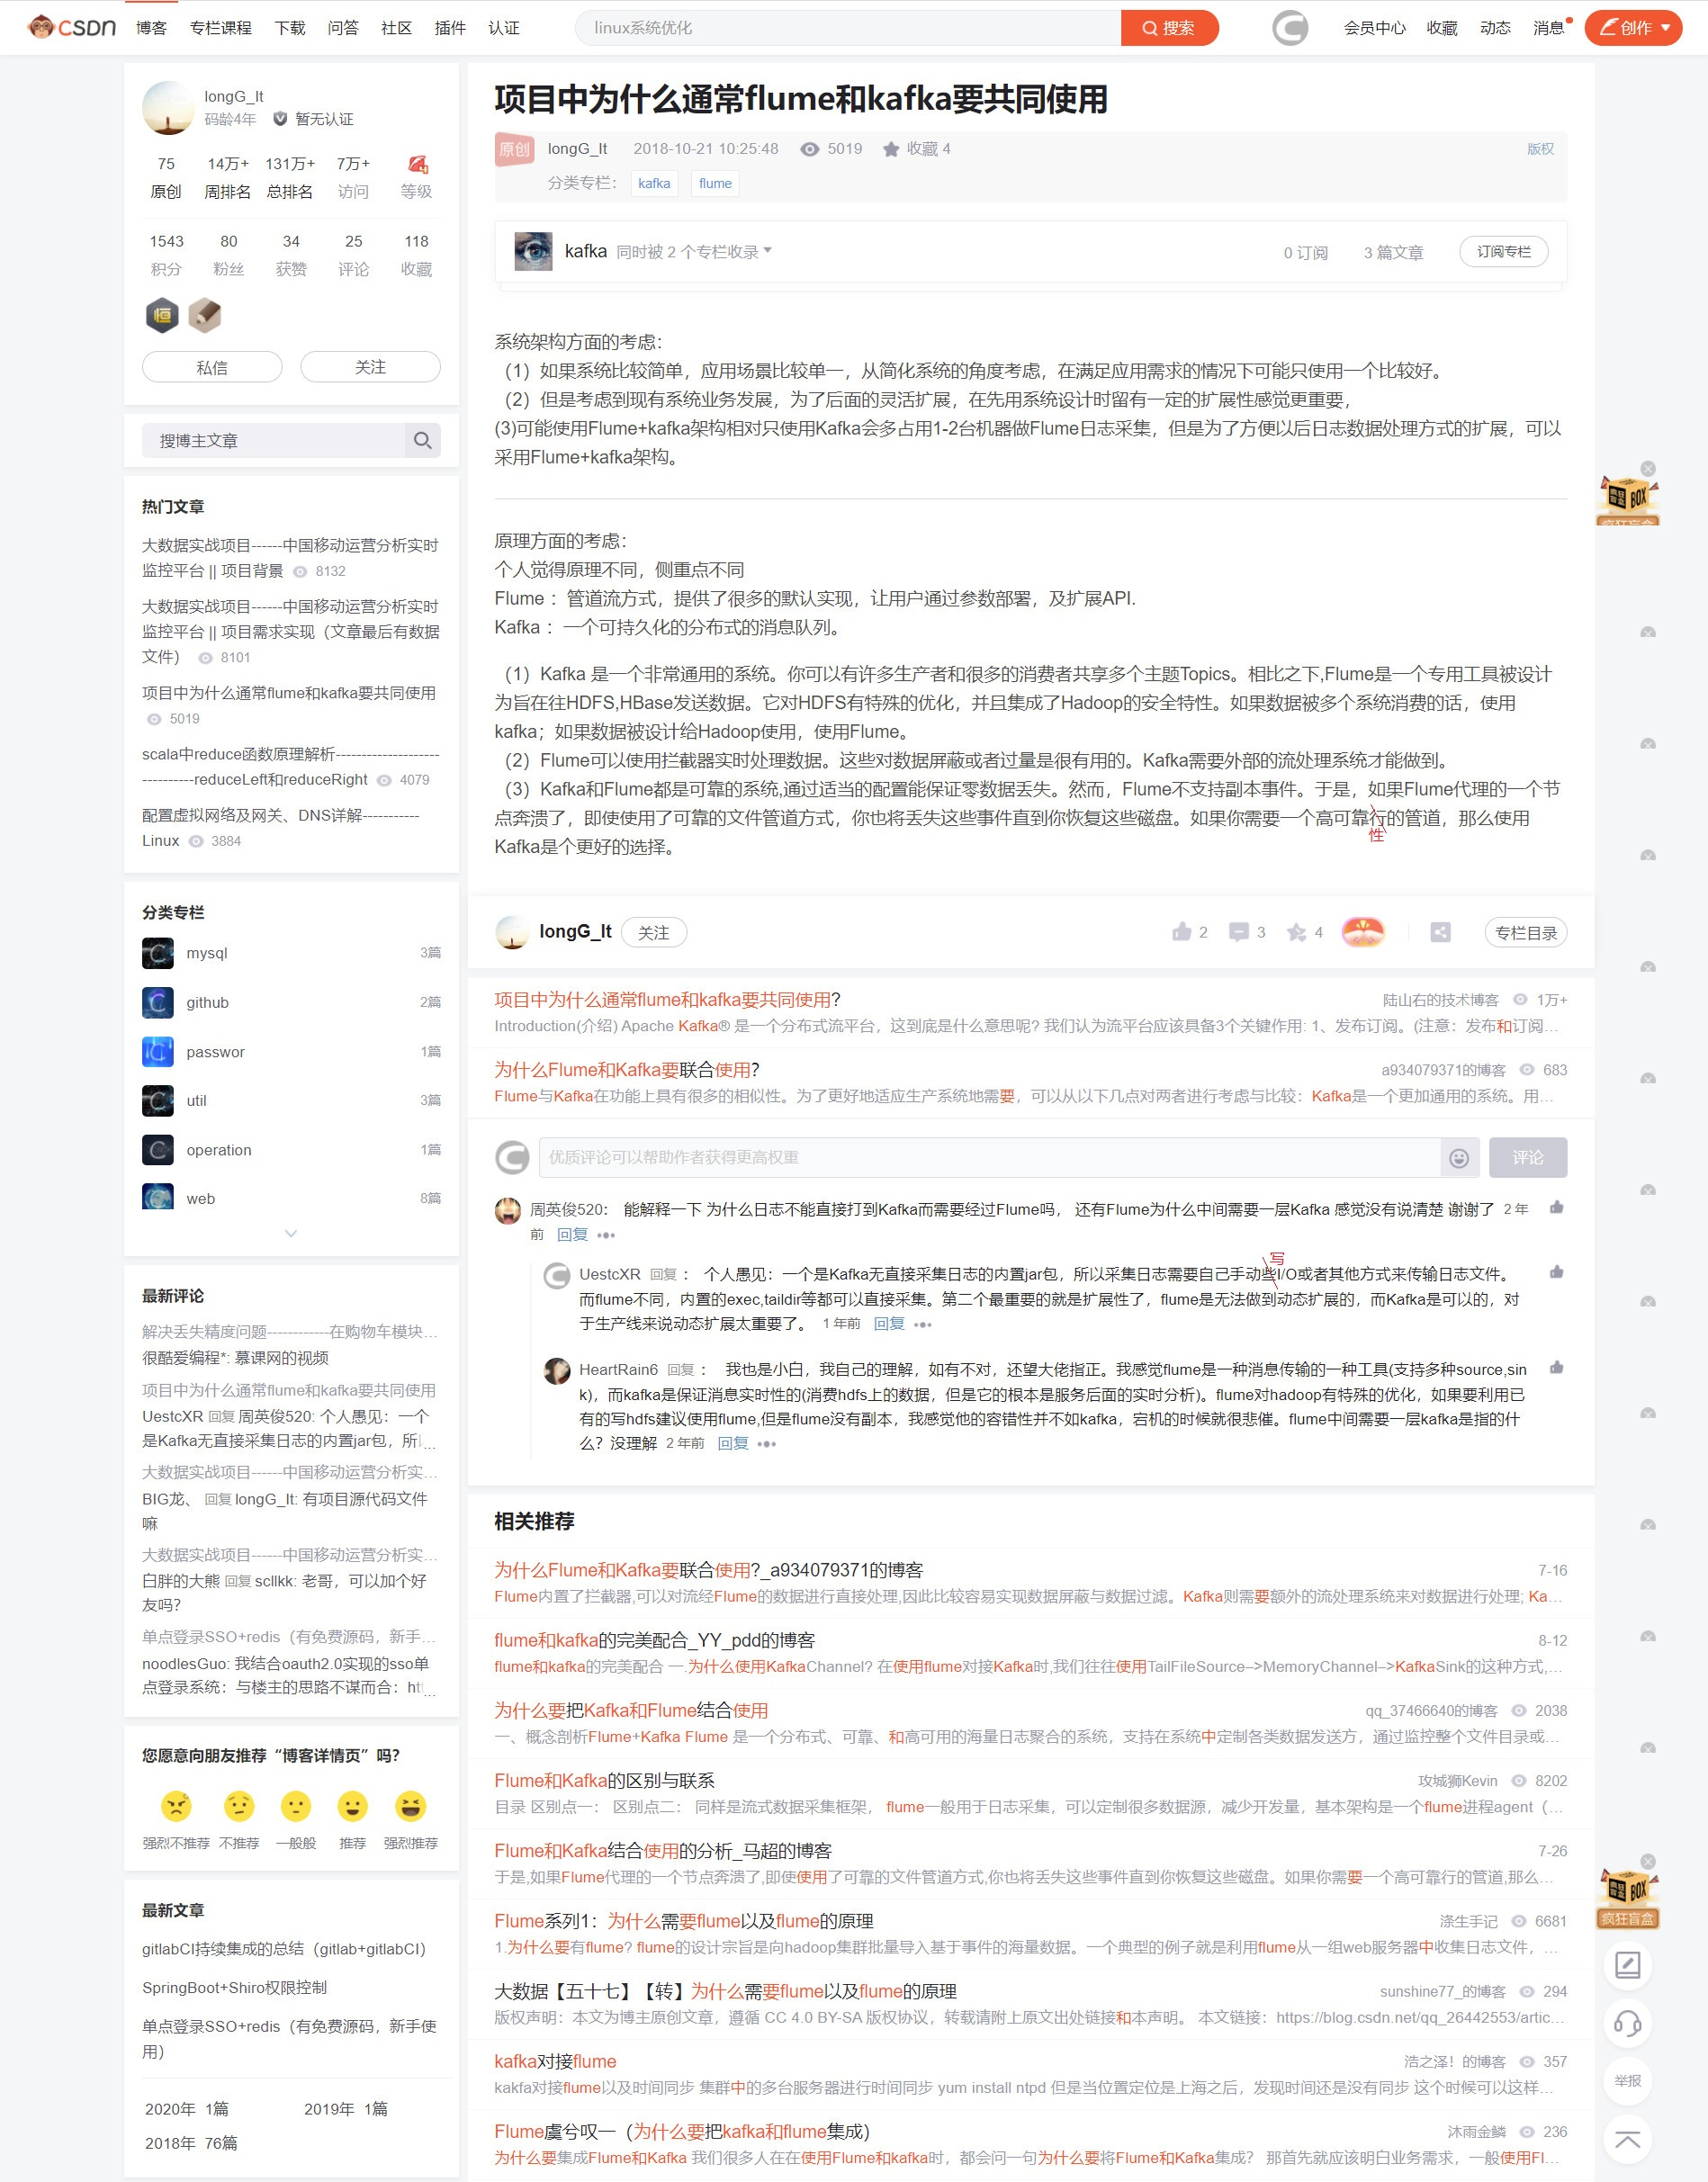 CSDN 博客 专栏课程 下载 问答 社区 插件 认证 linux系统优化 搜索 会员中心 收藏 动态 消息 创作
longG_It
码龄4年 暂无认证
75 14万+ 131万+ 7万+
原创 周排名 总排名 访问 等级
1543 80 34 25 118
积分 粉丝 获赞 评论 收藏
私信 关注
搜博主文章
热门文章
大数据实战项目------中国移动运营分析实时
监控平台 || 项目背景 8132
大数据实战项目------中国移动运营分析实时
监控平台 || 项目需求实现（文章最后有数据
文件） 8101
项目中为什么通常flume和kafka要共同使用
5019
scala中reduce函数原理解析------------------------
------------reduceLeft和reduceRight 4079
配置虚拟网络及网关、DNS详解-----------
Linux 3884
分类专栏
mysql 3篇
github 2篇
passwor 1篇
util 3篇
operation 1篇
web 8篇
最新评论
解决丢失精度问题------------在购物车模块…
很酷爱编程*: 慕课网的视频
项目中为什么通常flume和kafka要共同使用
UestcXR 回复 周英俊520: 个人愚见：一个
是Kafka无直接采集日志的内置jar包，所…
大数据实战项目------中国移动运营分析实…
BIG龙、 回复 longG_It: 有项目源代码文件
嘛
大数据实战项目------中国移动运营分析实…
白胖的大熊 回复 scllkk: 老哥，可以加个好
友吗?
单点登录SSO+redis（有免费源码，新手…
noodlesGuo: 我结合oauth2.0实现的sso单
点登录系统：与楼主的思路不谋而合：ht…
您愿意向朋友推荐“博客详情页”吗?
强烈不推荐 不推荐 一般般 推荐 强烈推荐
最新文章
gitlabCI持续集成的总结（gitlab+gitlabCI）
SpringBoot+Shiro权限控制
单点登录SSO+redis（有免费源码，新手使
用）
2020年 1篇 2019年 1篇
2018年 76篇
项目中为什么通常flume和kafka要共同使用
原创 longG_It 2018-10-21 10:25:48 5019 收藏 4 版权
分类专栏： kafka flume
kafka 同时被 2 个专栏收录 0 订阅 3 篇文章 订阅专栏
系统架构方面的考虑：
（1）如果系统比较简单，应用场景比较单一，从简化系统的角度考虑，在满足应用需求的情况下可能只使用一个比较好。
（2）但是考虑到现有系统业务发展，为了后面的灵活扩展，在先用系统设计时留有一定的扩展性感觉更重要，
(3)可能使用Flume+kafka架构相对只使用Kafka会多占用1-2台机器做Flume日志采集，但是为了方便以后日志数据处理方式的扩展，可以
采用Flume+kafka架构。
原理方面的考虑：
个人觉得原理不同，侧重点不同
Flume ：管道流方式，提供了很多的默认实现，让用户通过参数部署，及扩展API.
Kafka ：一个可持久化的分布式的消息队列。
（1）Kafka 是一个非常通用的系统。你可以有许多生产者和很多的消费者共享多个主题Topics。相比之下,Flume是一个专用工具被设计
为旨在往HDFS,HBase发送数据。它对HDFS有特殊的优化，并且集成了Hadoop的安全特性。如果数据被多个系统消费的话，使用
kafka；如果数据被设计给Hadoop使用，使用Flume。
（2）Flume可以使用拦截器实时处理数据。这些对数据屏蔽或者过量是很有用的。Kafka需要外部的流处理系统才能做到。
（3）Kafka和Flume都是可靠的系统,通过适当的配置能保证零数据丢失。然而，Flume不支持副本事件。于是，如果Flume代理的一个节
点奔溃了，即使使用了可靠的文件管道方式，你也将丢失这些事件直到你恢复这些磁盘。如果你需要一个高可靠行的管道，那么使用
性
Kafka是个更好的选择。
longG_It 关注 2 3 4 专栏目录
项目中为什么通常flume和kafka要共同使用? 陆山右的技术博客 1万+
Introduction(介绍) Apache Kafka® 是一个分布式流平台，这到底是什么意思呢? 我们认为流平台应该具备3个关键作用: 1、发布订阅。(注意：发布和订阅…
为什么Flume和Kafka要联合使用? a934079371的博客 683
Flume与Kafka在功能上具有很多的相似性。为了更好地适应生产系统地需要，可以从以下几点对两者进行考虑与比较：Kafka是一个更加通用的系统。用…
优质评论可以帮助作者获得更高权重 评论
周英俊520： 能解释一下 为什么日志不能直接打到Kafka而需要经过Flume吗， 还有Flume为什么中间需要一层Kafka 感觉没有说清楚 谢谢了 2 年
前 回复
写
UestcXR 回复： 个人愚见：一个是Kafka无直接采集日志的内置jar包，所以采集日志需要自己手动些I/O或者其他方式来传输日志文件。
而flume不同，内置的exec,taildir等都可以直接采集。第二个最重要的就是扩展性了，flume是无法做到动态扩展的，而Kafka是可以的，对
于生产线来说动态扩展太重要了。 1 年前 回复
HeartRain6 回复： 我也是小白，我自己的理解，如有不对，还望大佬指正。我感觉flume是一种消息传输的一种工具(支持多种source,sin
k)，而kafka是保证消息实时性的(消费hdfs上的数据，但是它的根本是服务后面的实时分析)。flume对hadoop有特殊的优化，如果要利用已
有的写hdfs建议使用flume,但是flume没有副本，我感觉他的容错性并不如kafka，宕机的时候就很悲催。flume中间需要一层kafka是指的什
么？没理解 2 年前 回复
相关推荐
为什么Flume和Kafka要联合使用?_a934079371的博客 7-16
Flume内置了拦截器,可以对流经Flume的数据进行直接处理,因此比较容易实现数据屏蔽与数据过滤。Kafka则需要额外的流处理系统来对数据进行处理; Ka…
flume和kafka的完美配合_YY_pdd的博客 8-12
flume和kafka的完美配合 一.为什么使用KafkaChannel? 在使用flume对接Kafka时,我们往往使用TailFileSource–>MemoryChannel–>KafkaSink的这种方式,…
为什么要把Kafka和Flume结合使用 qq_37466640的博客 2038
一、概念剖析Flume+Kafka Flume 是一个分布式、可靠、和高可用的海量日志聚合的系统，支持在系统中定制各类数据发送方，通过监控整个文件目录或…
Flume和Kafka的区别与联系 攻城狮Kevin 8202
目录 区别点一： 区别点二： 同样是流式数据采集框架， flume一般用于日志采集，可以定制很多数据源，减少开发量，基本架构是一个flume进程agent（…
Flume和Kafka结合使用的分析_马超的博客 7-26
于是,如果Flume代理的一个节点奔溃了,即使使用了可靠的文件管道方式,你也将丢失这些事件直到你恢复这些磁盘。如果你需要一个高可靠行的管道,那么…
Flume系列1：为什么需要flume以及flume的原理 涤生手记 6681
1.为什么要有flume? flume的设计宗旨是向hadoop集群批量导入基于事件的海量数据。一个典型的例子就是利用flume从一组web服务器中收集日志文件，…
大数据【五十七】【转】为什么需要flume以及flume的原理 sunshine77_的博客 294
版权声明：本文为博主原创文章，遵循 CC 4.0 BY-SA 版权协议，转载请附上原文出处链接和本声明。 本文链接：https://blog.csdn.net/qq_26442553/artic…
kafka对接flume 浩之泽！的博客 357
kakfa对接flume以及时间同步 集群中的多台服务器进行时间同步 yum install ntpd 但是当位置定位是上海之后，发现时间还是没有同步 这个时候可以这样…
Flume虞兮叹一（为什么要把kafka和flume集成） 沐雨金鳞 236
为什么要集成Flume和Kafka 我们很多人在在使用Flume和kafka时，都会问一句为什么要将Flume和Kafka集成？ 那首先就应该明白业务需求，一般使用Fl…
BOX
BOX
疯狂盲盒
举报